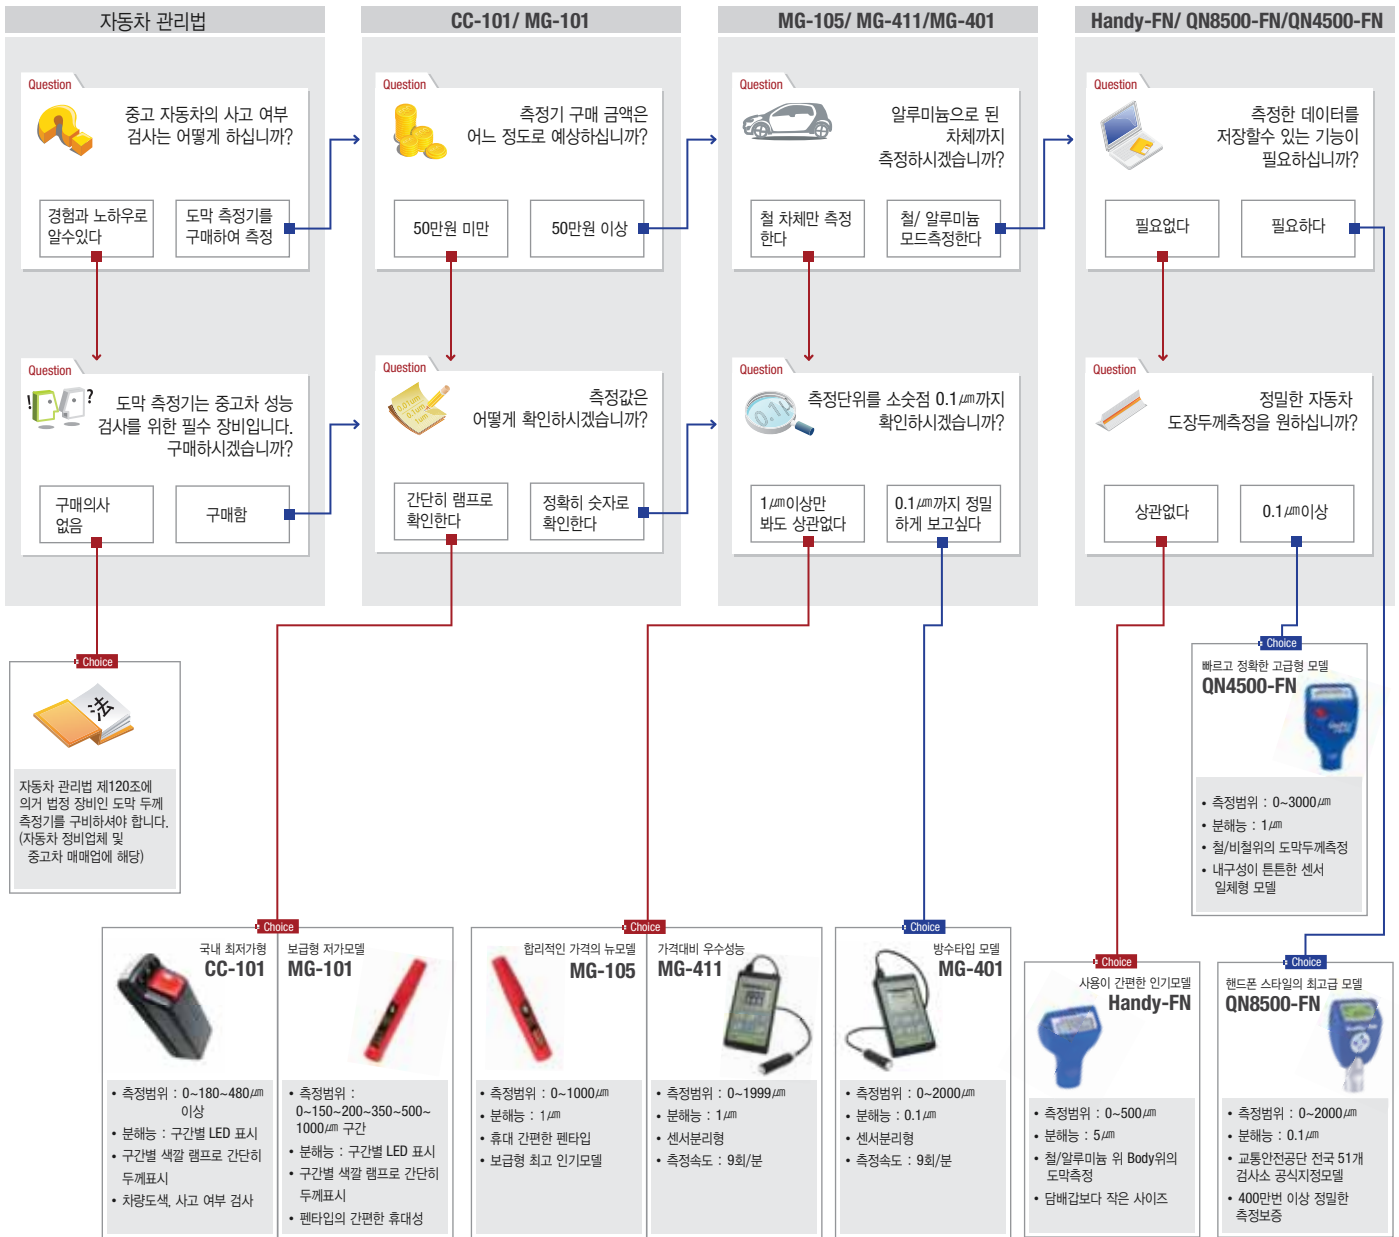 자동차 관리법
CC-101/ MG-101
MG-105/ MG-411/MG-401
Handy-FN/ QN8500-FN/QN4500-FN
Question
중고 자동차의 사고 여부
검사는 어떻게 하십니까?
경험과 노하우로
알수있다
도막 측정기를
구매하여 측정
Question
측정기 구매 금액은
어느 정도로 예상하십니까?
50만원 미만
50만원 이상
Question
알루미늄으로 된
차체까지
측정하시겠습니까?
철 차체만 측정
한다
철/ 알루미늄
모드측정한다
Question
측정한 데이터를
저장할수 있는 기능이
필요하십니까?
필요없다
필요하다
Question
!
?
도막 측정기는 중고차 성능
검사를 위한 필수 장비입니다.
구매하시겠습니까?
구매의사
없음
구매함
Question
0.01um
0.1um
1um
측정값은
어떻게 확인하시겠습니까?
간단히 램프로
확인한다
정확히 숫자로
확인한다
Question
0.1μ
측정단위를 소숫점 0.1㎛까지
확인하시겠습니까?
1㎛이상만
봐도 상관없다
0.1㎛까지 정밀
하게 보고싶다
Question
정밀한 자동차
도장두께측정을 원하십니까?
상관없다
0.1㎛이상
Choice
法
자동차 관리법 제120조에
의거 법정 장비인 도막 두께
측정기를 구비하셔야 합니다.
(자동차 정비업체 및
중고차 매매업에 해당)
Choice
빠르고 정확한 고급형 모델
QN4500-FN
• 측정범위 : 0~3000㎛
• 분해능 : 1㎛
• 철/비철위의 도막두께측정
• 내구성이 튼튼한 센서
일체형 모델
Choice
국내 최저가형
CC-101
• 측정범위 : 0~180~480㎛
이상
• 분해능 : 구간별 LED 표시
• 구간별 색깔 램프로 간단히
두께표시
• 차량도색, 사고 여부 검사
보급형 저가모델
MG-101
• 측정범위 :
0~150~200~350~500~
1000㎛ 구간
• 분해능 : 구간별 LED 표시
• 구간별 색깔 램프로 간단히
두께표시
• 펜타입의 간편한 휴대성
Choice
합리적인 가격의 뉴모델
MG-105
• 측정범위 : 0~1000㎛
• 분해능 : 1㎛
• 휴대 간편한 펜타입
• 보급형 최고 인기모델
가격대비 우수성능
MG-411
• 측정범위 : 0~1999㎛
• 분해능 : 1㎛
• 센서분리형
• 측정속도 : 9회/분
Choice
방수타입 모델
MG-401
• 측정범위 : 0~2000㎛
• 분해능 : 0.1㎛
• 센서분리형
• 측정속도 : 9회/분
Choice
사용이 간편한 인기모델
Handy-FN
• 측정범위 : 0~500㎛
• 분해능 : 5㎛
• 철/알루미늄 위 Body위의
도막측정
• 담배갑보다 작은 사이즈
Choice
핸드폰 스타일의 최고급 모델
QN8500-FN
• 측정범위 : 0~2000㎛
• 분해능 : 0.1㎛
• 교통안전공단 전국 51개
검사소 공식지정모델
• 400만번 이상 정밀한
측정보증